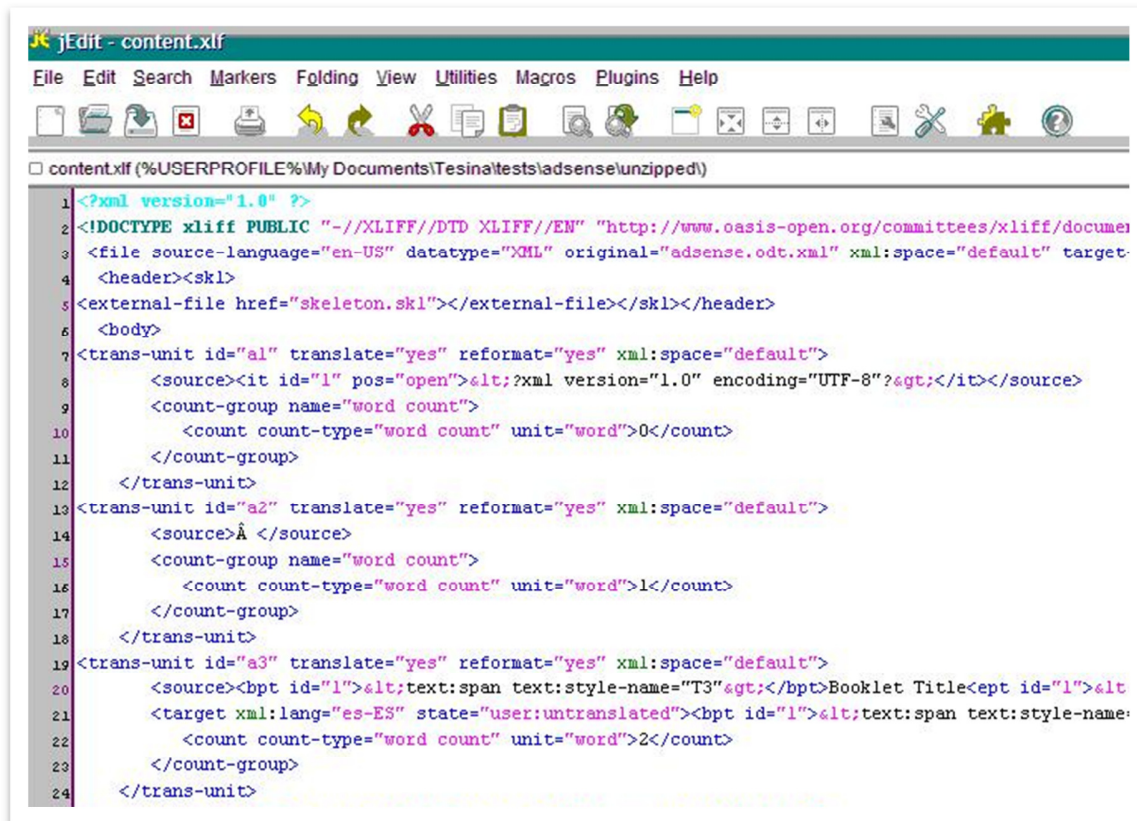 jEdit - content.xlf
File Edit Search Markers Folding View Utilities Macros Plugins Help
content.xlf (%USERPROFILE%\My Documents\Tesina\tests\adsense\unzipped\)
1 <?xml version="1.0" ?>
2 <!DOCTYPE xliff PUBLIC "-//XLIFF//DTD XLIFF//EN" "http://www.oasis-open.org/committees/xliff/documen
3 <file source-language="en-US" datatype="XML" original="adsense.odt.xml" xml:space="default" target-
4 <header><skl>
5 <external-file href="skeleton.skl"></external-file></skl></header>
6 <body>
7 <trans-unit id="a1" translate="yes" reformat="yes" xml:space="default">
8 <source><it id="1" pos="open">&lt;?xml version="1.0" encoding="UTF-8"?&gt;</it></source>
9 <count-group name="word count">
10 <count count-type="word count" unit="word">0</count>
11 </count-group>
12 </trans-unit>
13 <trans-unit id="a2" translate="yes" reformat="yes" xml:space="default">
14 <source>Â </source>
15 <count-group name="word count">
16 <count count-type="word count" unit="word">1</count>
17 </count-group>
18 </trans-unit>
19 <trans-unit id="a3" translate="yes" reformat="yes" xml:space="default">
20 <source><bpt id="1">&lt;text:span text:style-name="T3"&gt;</bpt>Booklet Title<ept id="1">&lt
21 <target xml:lang="es-ES" state="user:untranslated"><bpt id="1">&lt;text:span text:style-name=
22 <count count-type="word count" unit="word">2</count>
23 </count-group>
24 </trans-unit>